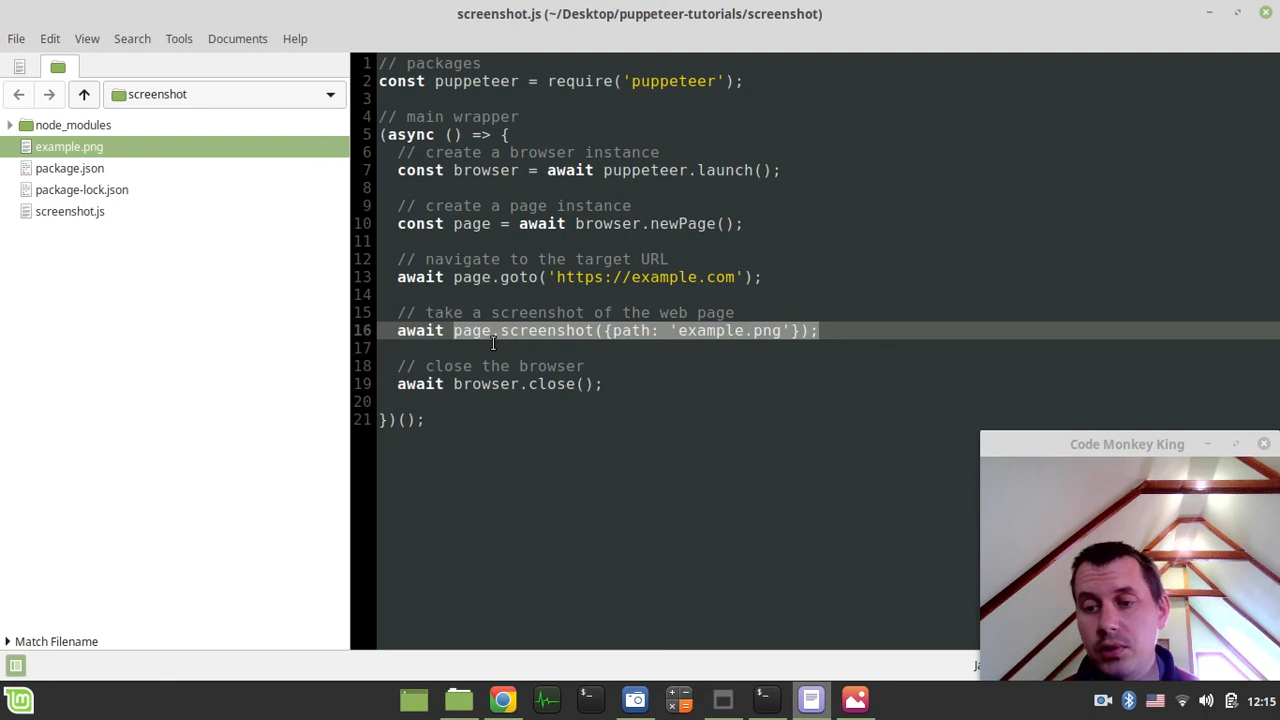 screenshot.js (~/Desktop/puppeteer-tutorials/screenshot)
File Edit View Search Tools Documents Help
screenshot
node_modules
example.png
package.json
package-lock.json
screenshot.js
Match Filename
1 // packages
2 const puppeteer = require('puppeteer');
3
4 // main wrapper
5 (async () => {
6 // create a browser instance
7 const browser = await puppeteer.launch();
8
9 // create a page instance
10 const page = await browser.newPage();
11
12 // navigate to the target URL
13 await page.goto('https://example.com');
14
15 // take a screenshot of the web page
16 await page.screenshot({path: 'example.png'});
17
18 // close the browser
19 await browser.close();
20
21 })();
Code Monkey King
12:15